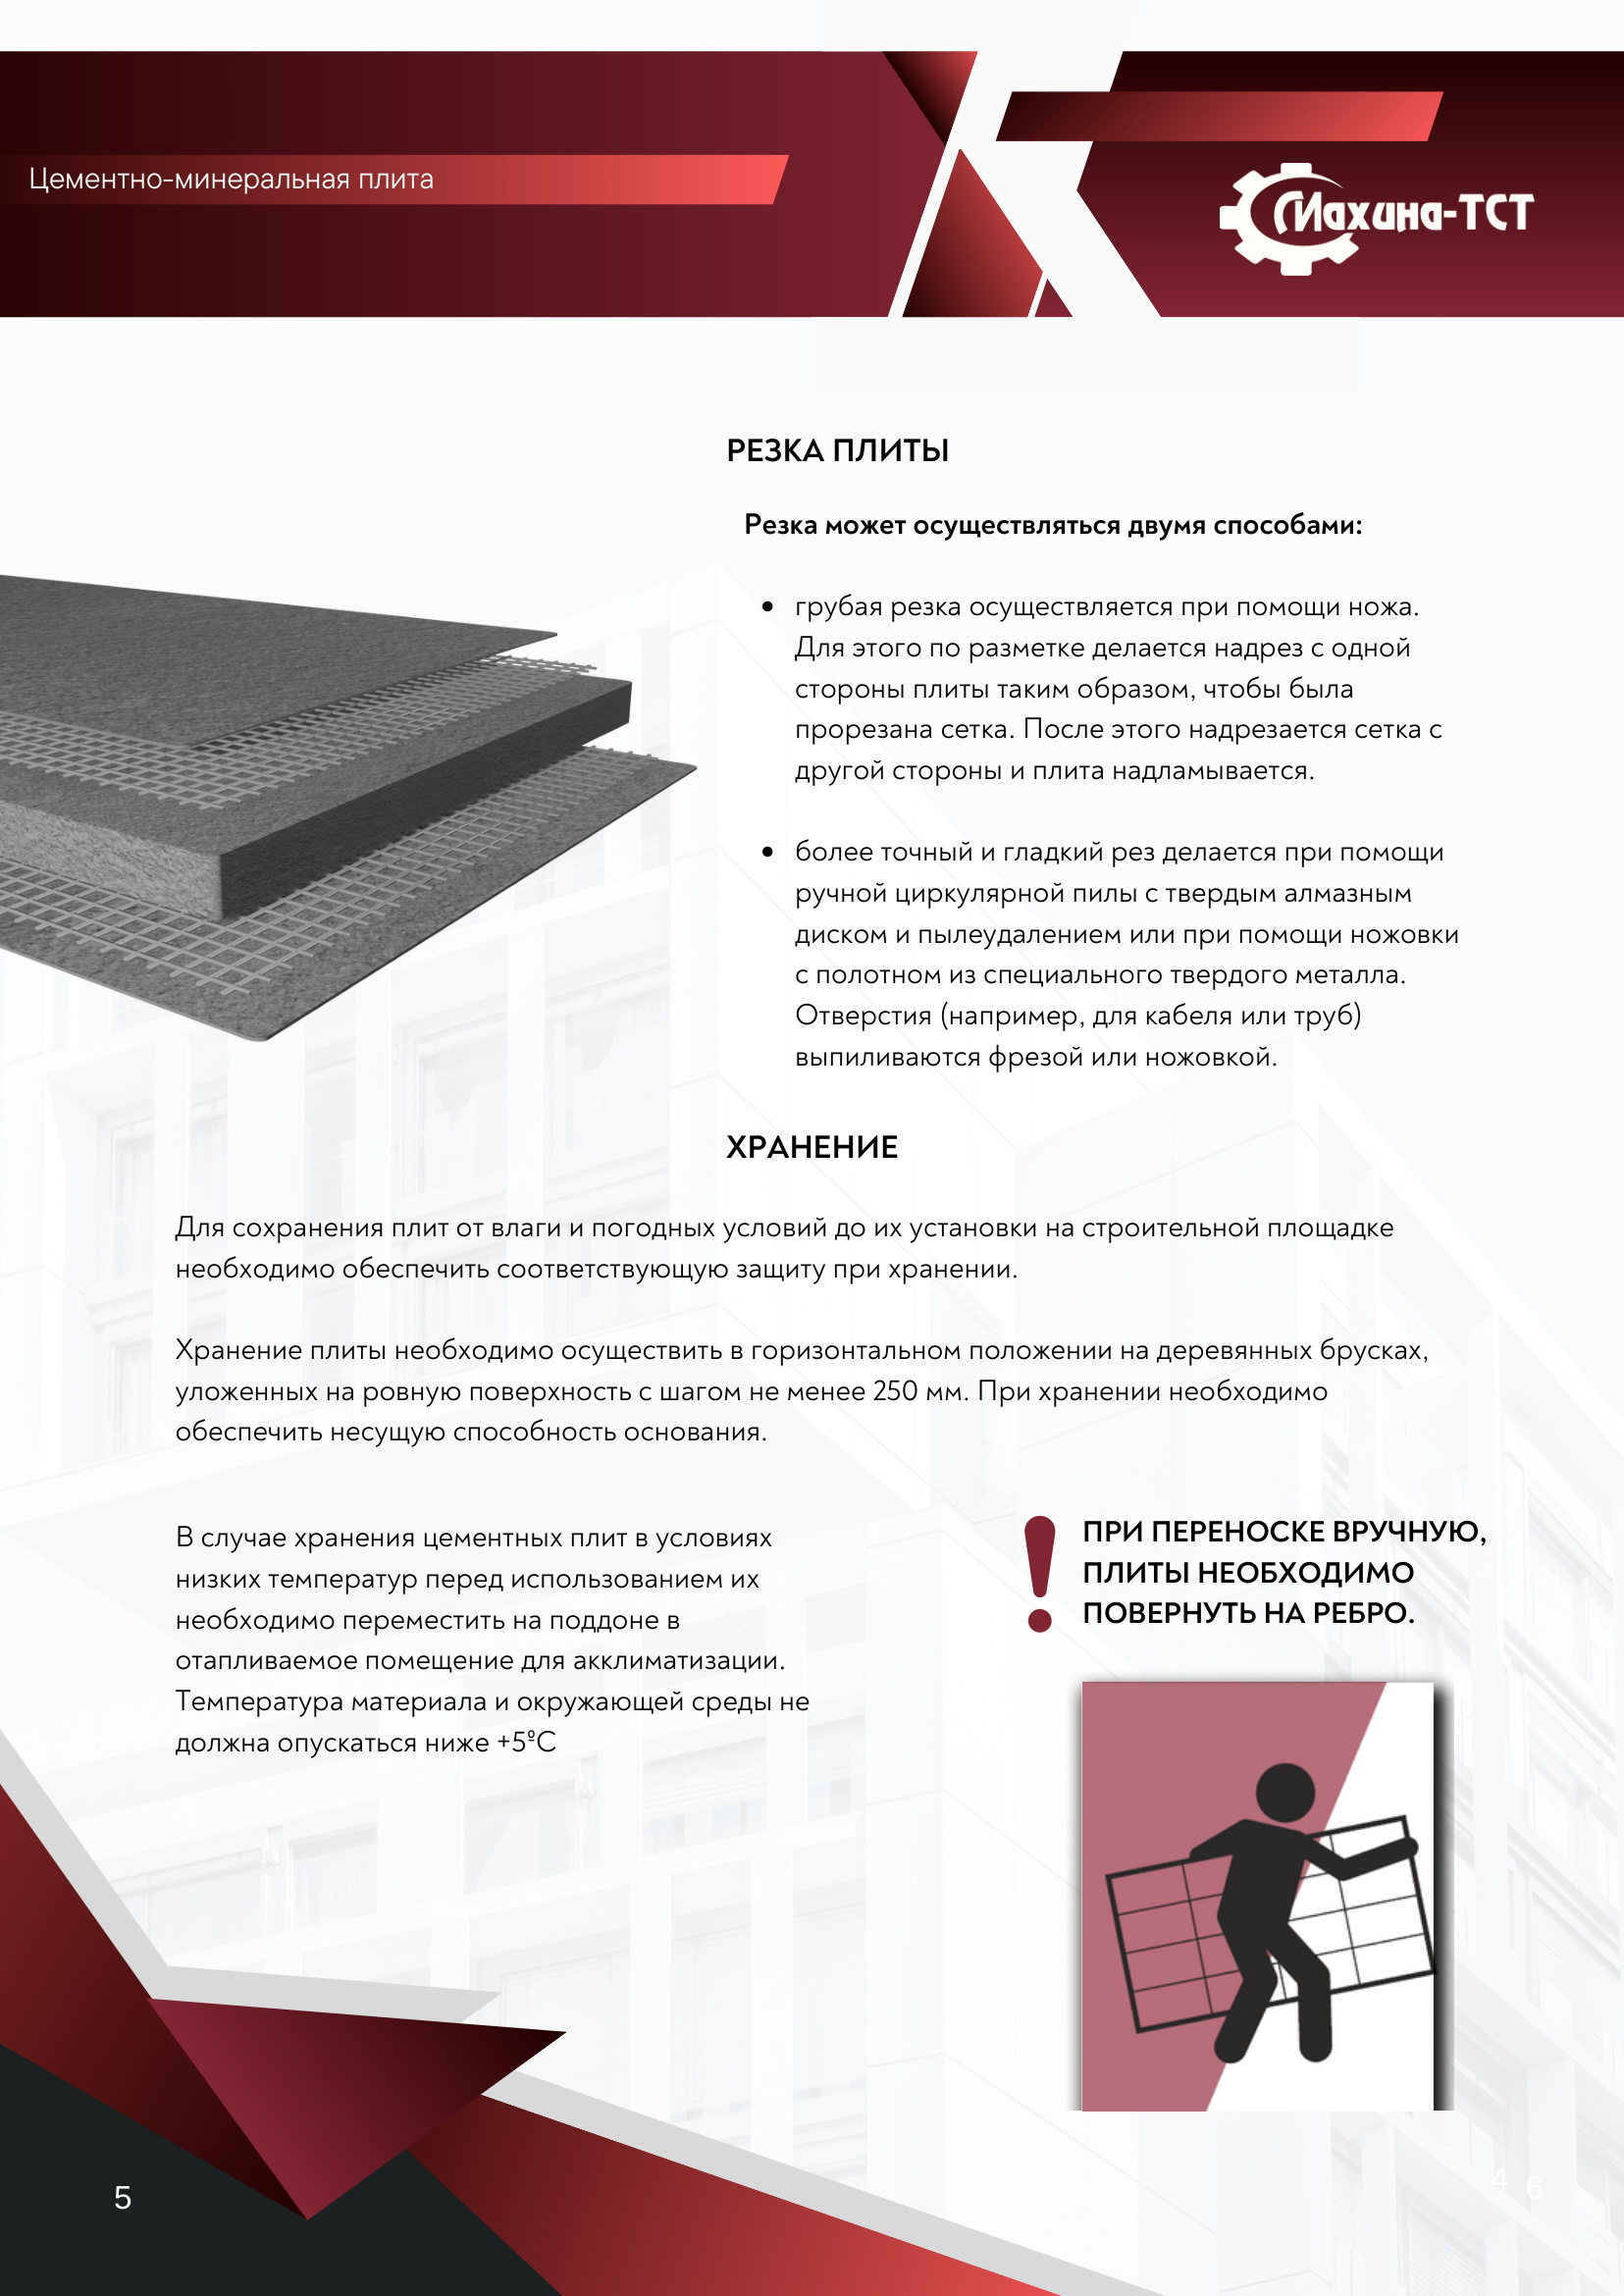 Цементно-минеральная плита
Махина-ТСТ
РЕЗКА ПЛИТЫ
Резка может осуществляться двумя способами:
• грубая резка осуществляется при помощи ножа.
Для этого по разметке делается надрез с одной
стороны плиты таким образом, чтобы была
прорезана сетка. После этого надрезается сетка с
другой стороны и плита надламывается.
• более точный и гладкий рез делается при помощи
ручной циркулярной пилы с твердым алмазным
диском и пылеудалением или при помощи ножовки
с полотном из специального твердого металла.
Отверстия (например, для кабеля или труб)
выпиливаются фрезой или ножовкой.
ХРАНЕНИЕ
Для сохранения плит от влаги и погодных условий до их установки на строительной площадке
необходимо обеспечить соответствующую защиту при хранении.
Хранение плиты необходимо осуществить в горизонтальном положении на деревянных брусках,
уложенных на ровную поверхность с шагом не менее 250 мм. При хранении необходимо
обеспечить несущую способность основания.
В случае хранения цементных плит в условиях
низких температур перед использованием их
необходимо переместить на поддоне в
отапливаемое помещение для акклиматизации.
Температура материала и окружающей среды не
должна опускаться ниже +5ºС
! ПРИ ПЕРЕНОСКЕ ВРУЧНУЮ,
ПЛИТЫ НЕОБХОДИМО
ПОВЕРНУТЬ НА РЕБРО.
5
4 6